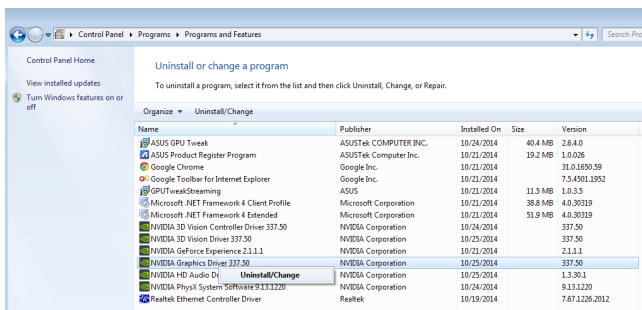 Control Panel ▸ Programs ▸ Programs and Features
Search Pro
Control Panel Home
View installed updates
Turn Windows features on or
off
Uninstall or change a program
To uninstall a program, select it from the list and then click Uninstall, Change, or Repair.
Organize Uninstall/Change
Name Publisher Installed On Size Version
ASUS GPU Tweak ASUSTek COMPUTER INC. 10/24/2014 40.4 MB 2.6.4.0
ASUS Product Register Program ASUSTek Computer Inc. 10/21/2014 19.2 MB 1.0.026
Google Chrome Google Inc. 10/21/2014 31.0.1650.59
Google Toolbar for Internet Explorer Google Inc. 10/21/2014 7.5.4501.1952
GPUTweakStreaming ASUS 10/21/2014 11.5 MB 1.0.3.5
Microsoft .NET Framework 4 Client Profile Microsoft Corporation 10/21/2014 38.8 MB 4.0.30319
Microsoft .NET Framework 4 Extended Microsoft Corporation 10/21/2014 51.9 MB 4.0.30319
NVIDIA 3D Vision Controller Driver 337.50 NVIDIA Corporation 10/24/2014 337.50
NVIDIA 3D Vision Driver 337.50 NVIDIA Corporation 10/25/2014 337.50
NVIDIA GeForce Experience 2.1.1.1 NVIDIA Corporation 10/21/2014 2.1.1.1
NVIDIA Graphics Driver 337.50 NVIDIA Corporation 10/25/2014 337.50
NVIDIA HD Audio Dr Uninstall/Change NVIDIA Corporation 10/25/2014 1.3.30.1
NVIDIA PhysX System Software 9.13.1220 NVIDIA Corporation 10/24/2014 9.13.1220
Realtek Ethernet Controller Driver Realtek 10/19/2014 7.67.1226.2012